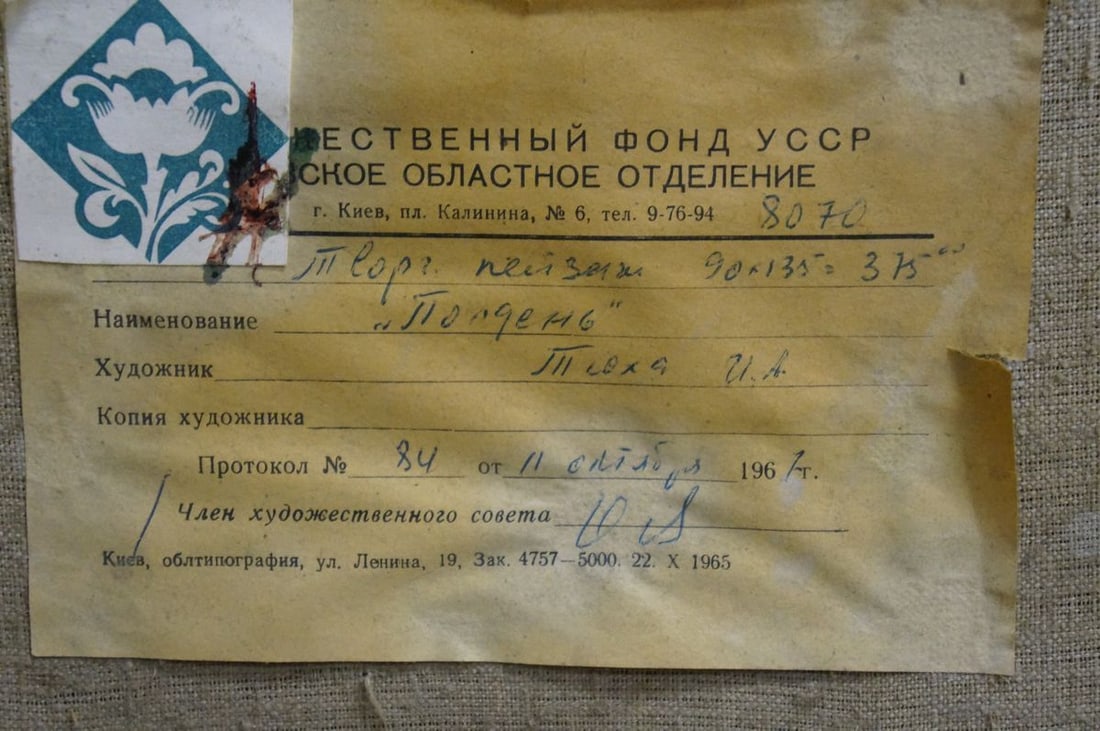 ЕСТВЕННЫЙ ФОНД УССР
СКОЕ ОБЛАСТНОЕ ОТДЕЛЕНИЕ
г. Киев, пл. Калинина, № 6, тел. 9-76-94 8070
Творч. пейзаж 90×135 = 375
Наименование „Полдень"
Художник Тюха И.А.
Копия художника
Протокол № 84 от 11 октября 1967 г.
Член художественного совета
Киев, облтипография, ул. Ленина, 19, Зак. 4757—5000. 22. X 1965